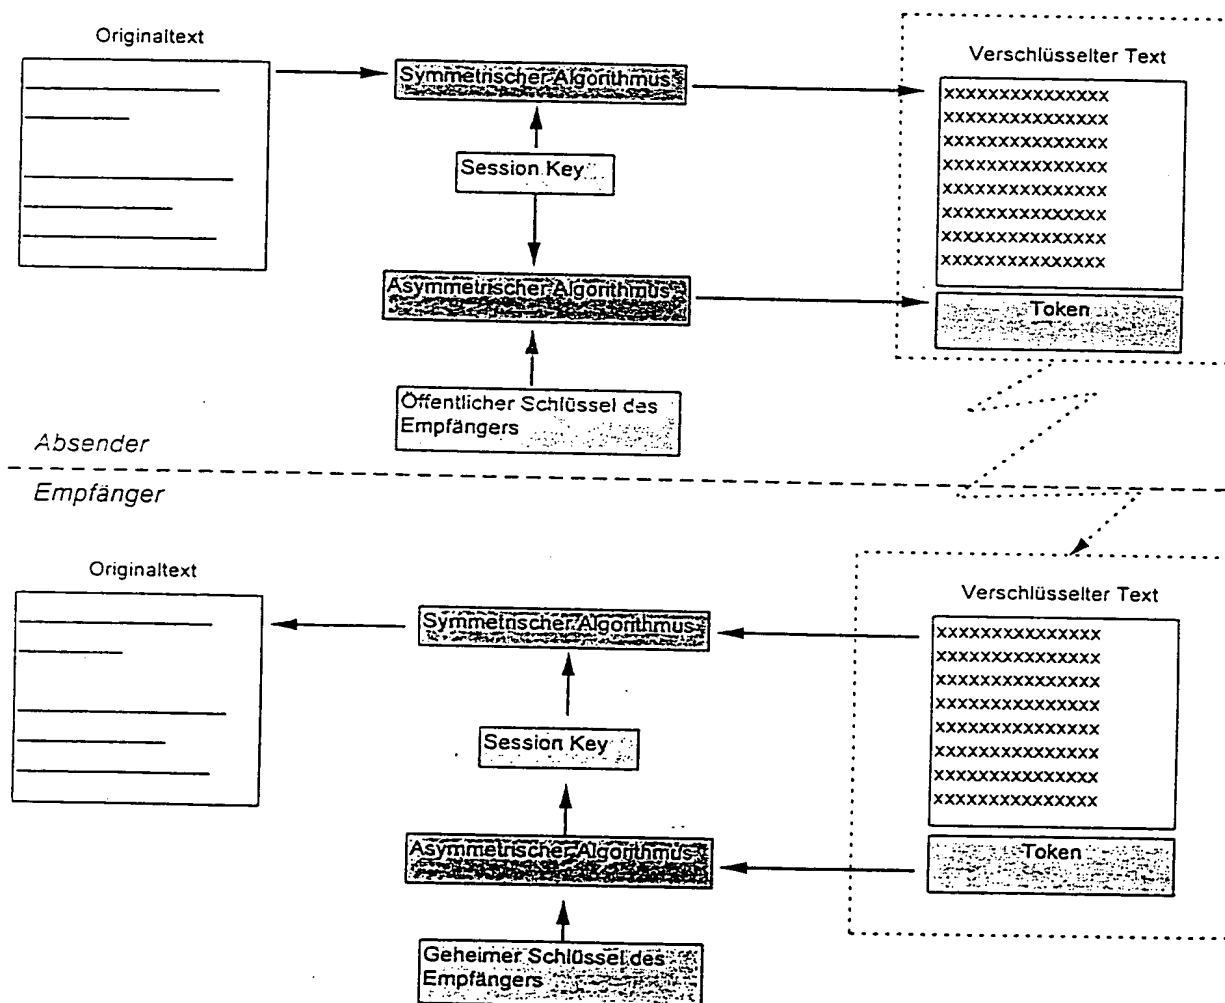 Originaltext
Symmetrischer Algorithmus
Verschlüsselter Text
xxxxxxxxxxxxxxx
xxxxxxxxxxxxxxx
xxxxxxxxxxxxxxx
xxxxxxxxxxxxxxx
xxxxxxxxxxxxxxx
xxxxxxxxxxxxxxx
xxxxxxxxxxxxxxx
xxxxxxxxxxxxxxx
Session Key
Asymmetrischer Algorithmus
Token
Öffentlicher Schlüssel des
Empfängers
Absender
Empfänger
Originaltext
Symmetrischer Algorithmus
Verschlüsselter Text
xxxxxxxxxxxxxxx
xxxxxxxxxxxxxxx
xxxxxxxxxxxxxxx
xxxxxxxxxxxxxxx
xxxxxxxxxxxxxxx
xxxxxxxxxxxxxxx
xxxxxxxxxxxxxxx
xxxxxxxxxxxxxxx
Session Key
Asymmetrischer Algorithmus
Token
Geheimer Schlüssel des
Empfängers